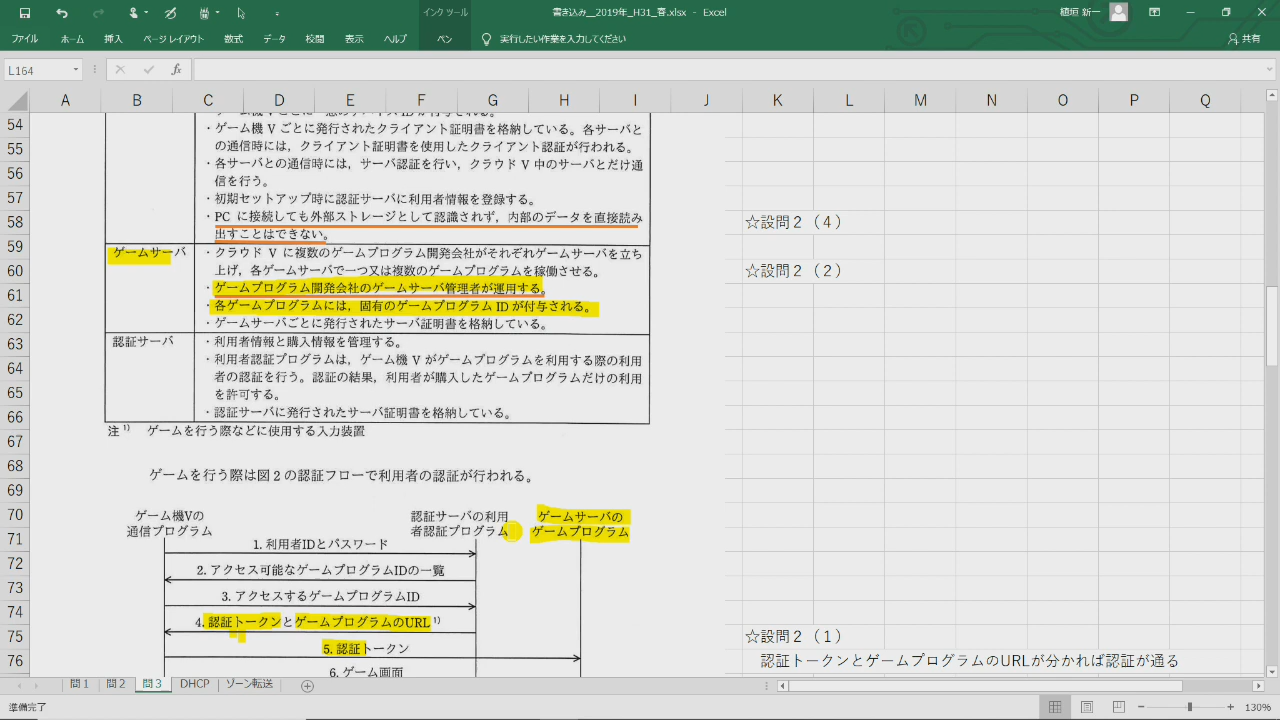 インク ツール
書き込み__2019年_H31_春.xlsx - Excel
植垣 新一
ファイル ホーム 挿入 ページ レイアウト 数式 データ 校閲 表示 ヘルプ ペン 実行したい作業を入力してください 共有
L164 fx
A B C D E F G H I J K L M N O P Q
54
55 ・ゲーム機 V ごとに発行されたクライアント証明書を格納している。各サーバと
の通信時には，クライアント証明書を使用したクライアント認証が行われる。
56 ・各サーバとの通信時には，サーバ認証を行い，クラウド V 中のサーバとだけ通
信を行う。
57 ・初期セットアップ時に認証サーバに利用者情報を登録する。
58 ・PC に接続しても外部ストレージとして認識されず，内部のデータを直接読み ☆設問２（４）
出すことはできない。
59 ゲームサーバ ・クラウド V に複数のゲームプログラム開発会社がそれぞれゲームサーバを立ち
60 上げ，各ゲームサーバで一つ又は複数のゲームプログラムを稼働させる。 ☆設問２（２）
61 ・ゲームプログラム開発会社のゲームサーバ管理者が運用する。
62 ・各ゲームプログラムには，固有のゲームプログラム ID が付与される。
・ゲームサーバごとに発行されたサーバ証明書を格納している。
63 認証サーバ ・利用者情報と購入情報を管理する。
64 ・利用者認証プログラムは，ゲーム機 V がゲームプログラムを利用する際の利用
者の認証を行う。認証の結果，利用者が購入したゲームプログラムだけの利用
65 を許可する。
66 ・認証サーバに発行されたサーバ証明書を格納している。
67 注 1) ゲームを行う際などに使用する入力装置
68 ゲームを行う際は図 2 の認証フローで利用者の認証が行われる。
69
70 ゲーム機Vの 認証サーバの利用 ゲームサーバの
71 通信プログラム 者認証プログラム ゲームプログラム
1. 利用者IDとパスワード
72 2. アクセス可能なゲームプログラムIDの一覧
73 3. アクセスするゲームプログラムID
74 4. 認証トークンとゲームプログラムのURL 1)
75 5. 認証トークン ☆設問２（１）
76 6. ゲーム画面 認証トークンとゲームプログラムのURLが分かれば認証が通る
問１ 問２ 問３ DHCP ゾーン転送
準備完了 130%